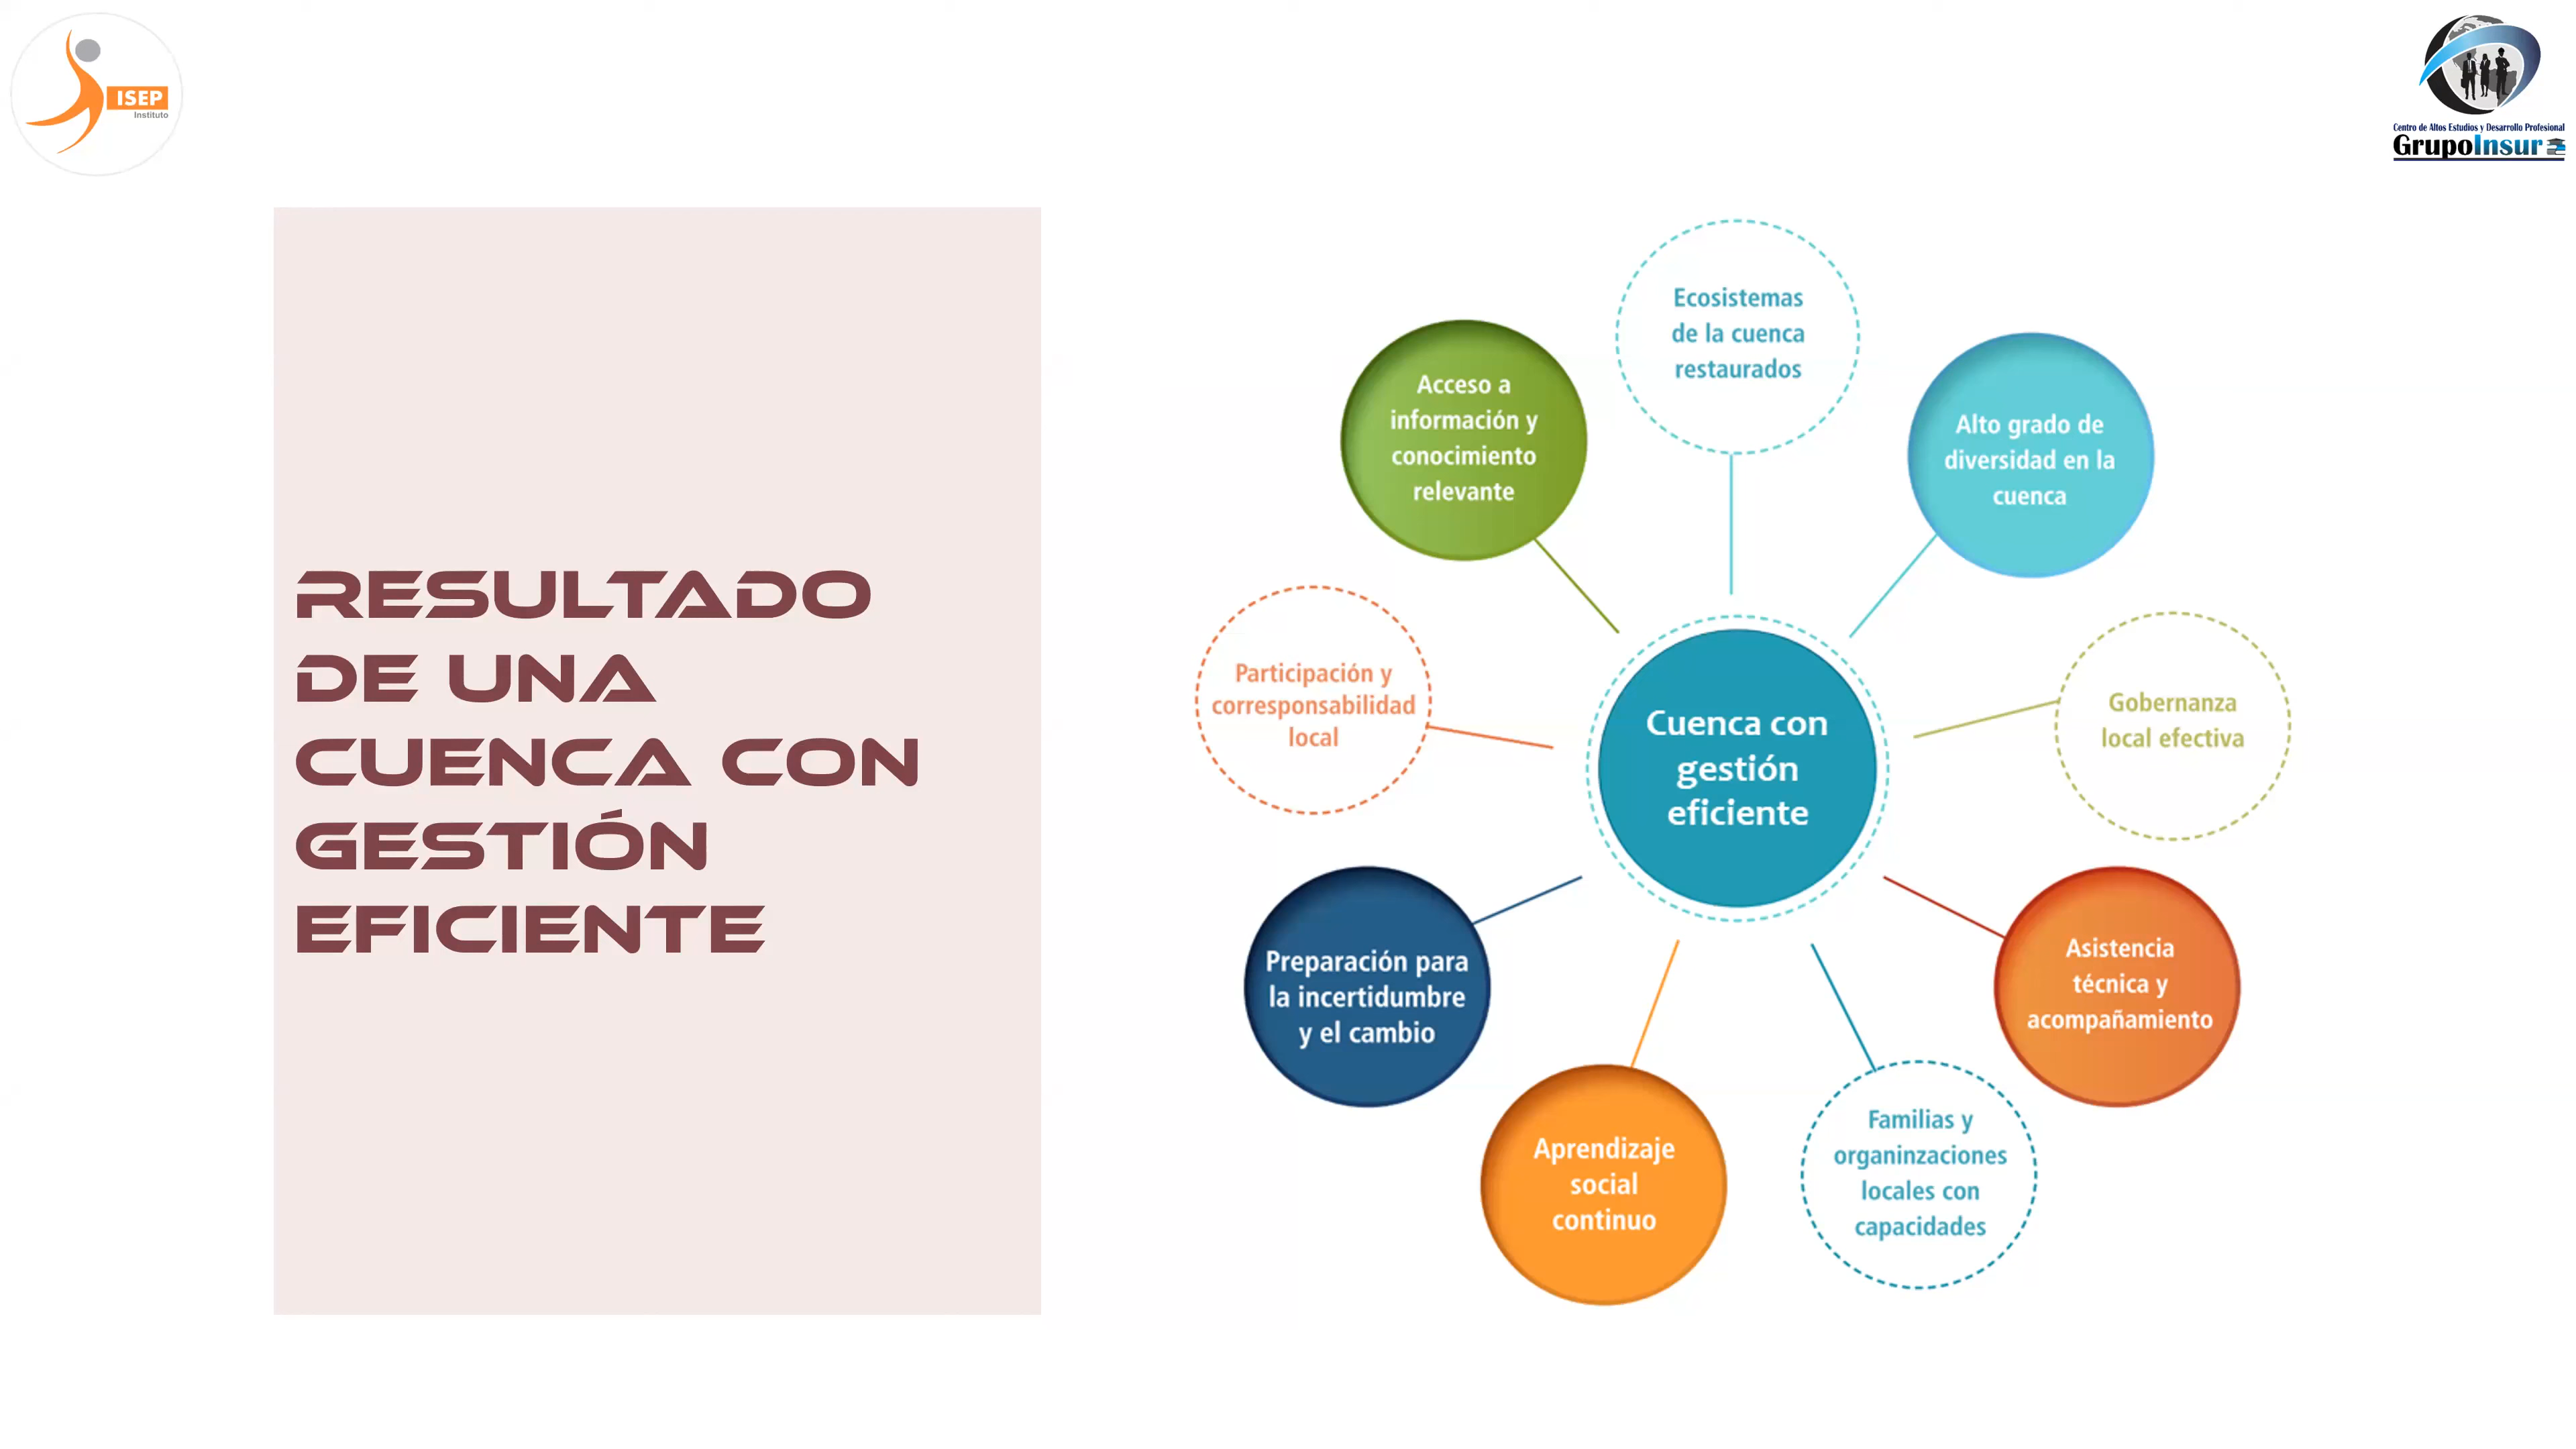 ISEP
Instituto
Centro de Altos Estudios y Desarrollo Profesional
GrupoInsur
RESULTADO
DE UNA
CUENCA CON
GESTIÓN
EFICIENTE
Ecosistemas
de la cuenca
restaurados
Acceso a
información y
conocimiento
relevante
Alto grado de
diversidad en la
cuenca
Participación y
corresponsabilidad
local
Cuenca con
gestión
eficiente
Gobernanza
local efectiva
Preparación para
la incertidumbre
y el cambio
Asistencia
técnica y
acompañamiento
Aprendizaje
social
continuo
Familias y
organinzaciones
locales con
capacidades